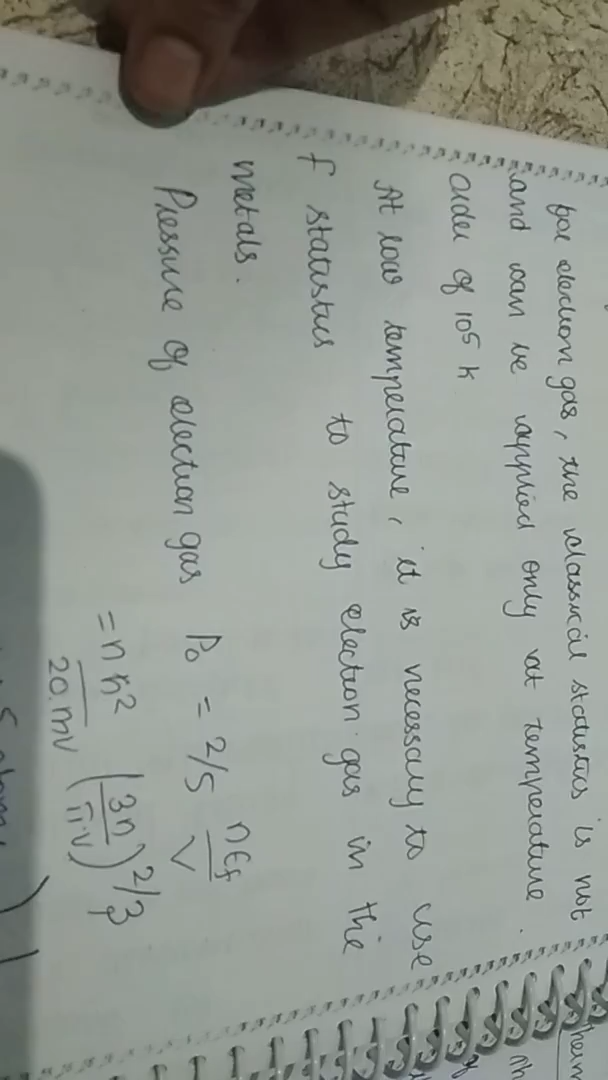 for electron gas, the classical statistics is not
and can be applied only at temperature .
order of 10⁵ k
At low temperature, it is necessary to use
f statistics to study electron gas in the
metals.
Pressure of electron gas P₀ = 2/5 nEf/V
= nh²/20mV (3n/πV)^2/3